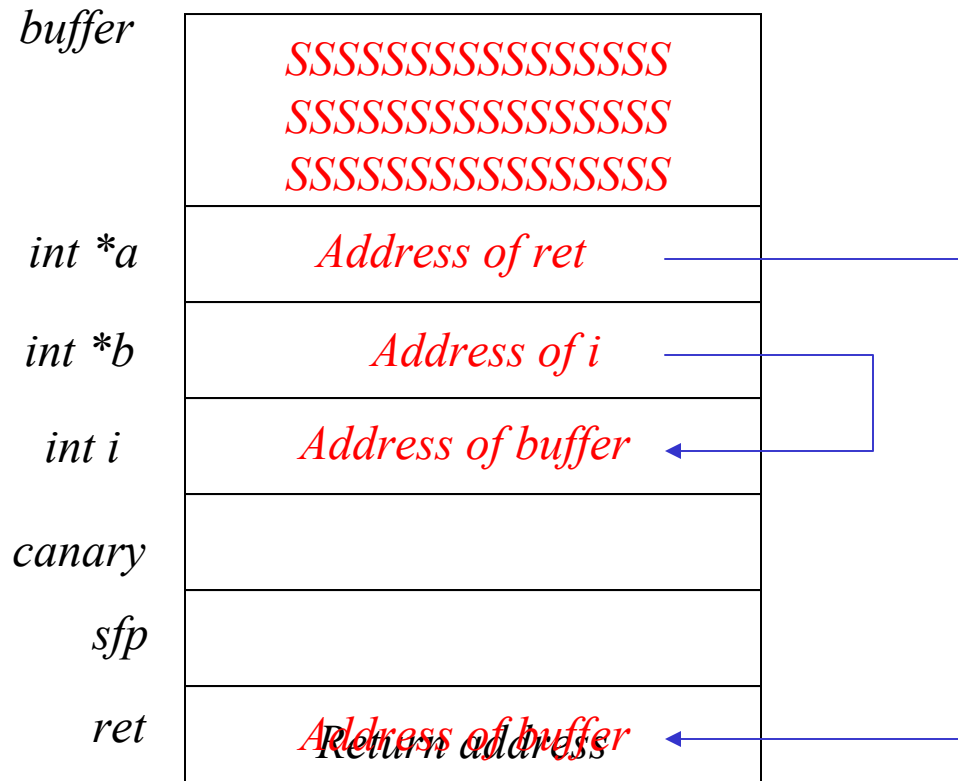 buffer
SSSSSSSSSSSSSSSS
SSSSSSSSSSSSSSSS
SSSSSSSSSSSSSSSS
int *a
Address of ret
int *b
Address of i
int i
Address of buffer
canary
sfp
ret
Address of buffer
Return address